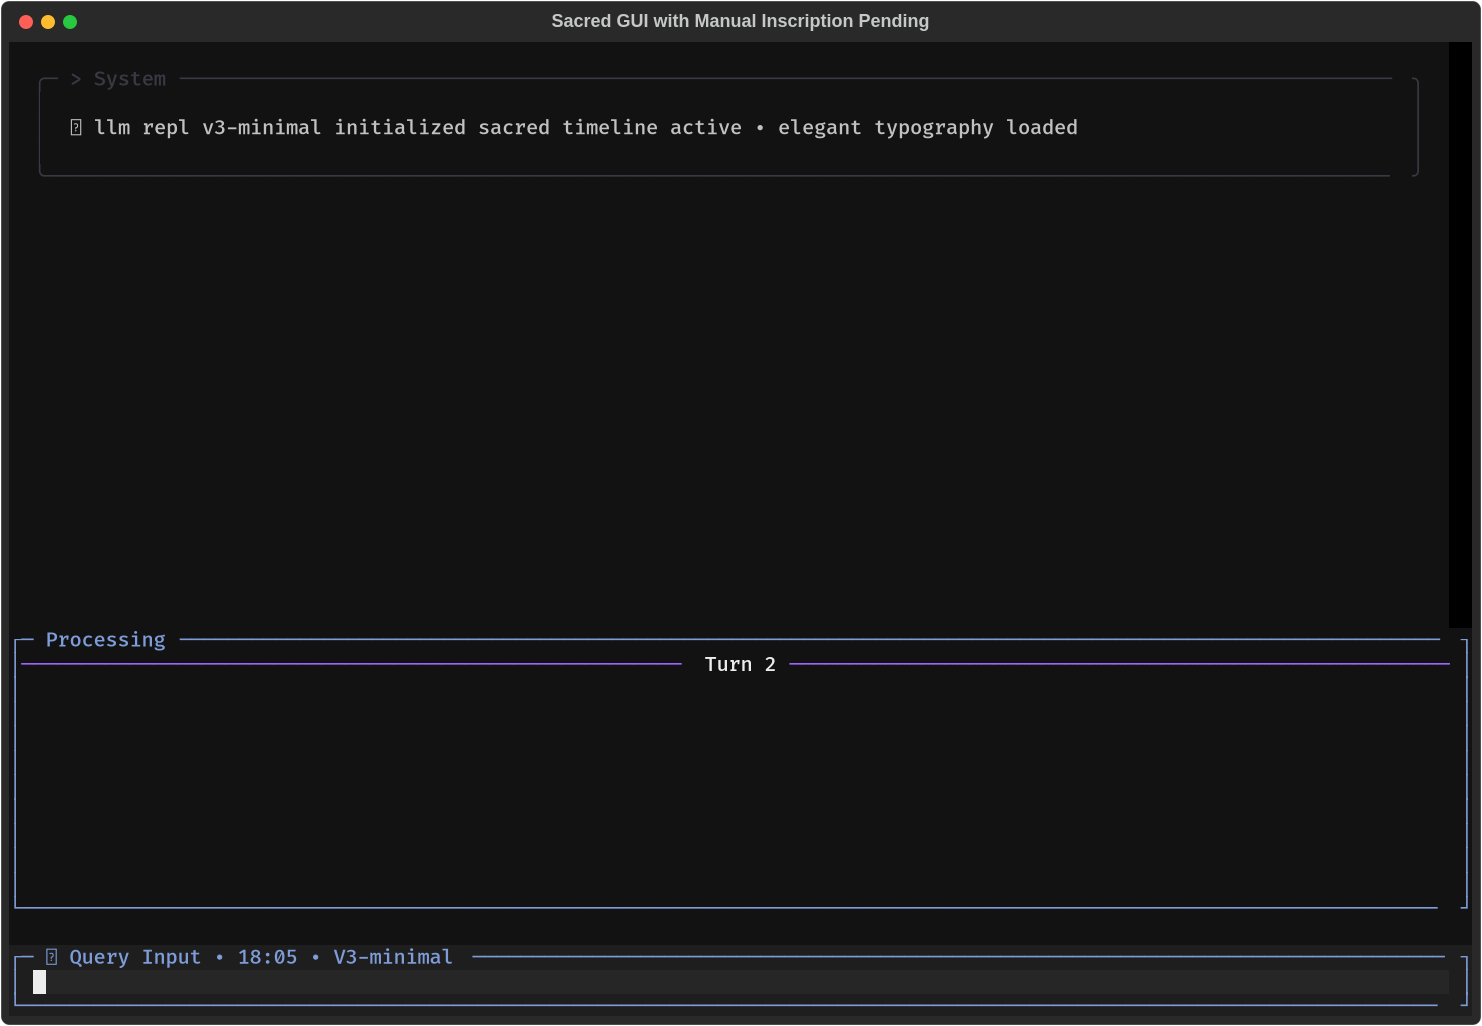 Sacred GUI with Manual Inscription Pending
> System
llm repl v3-minimal initialized sacred timeline active • elegant typography loaded
Processing
Turn 2
Query Input • 18:05 • V3-minimal